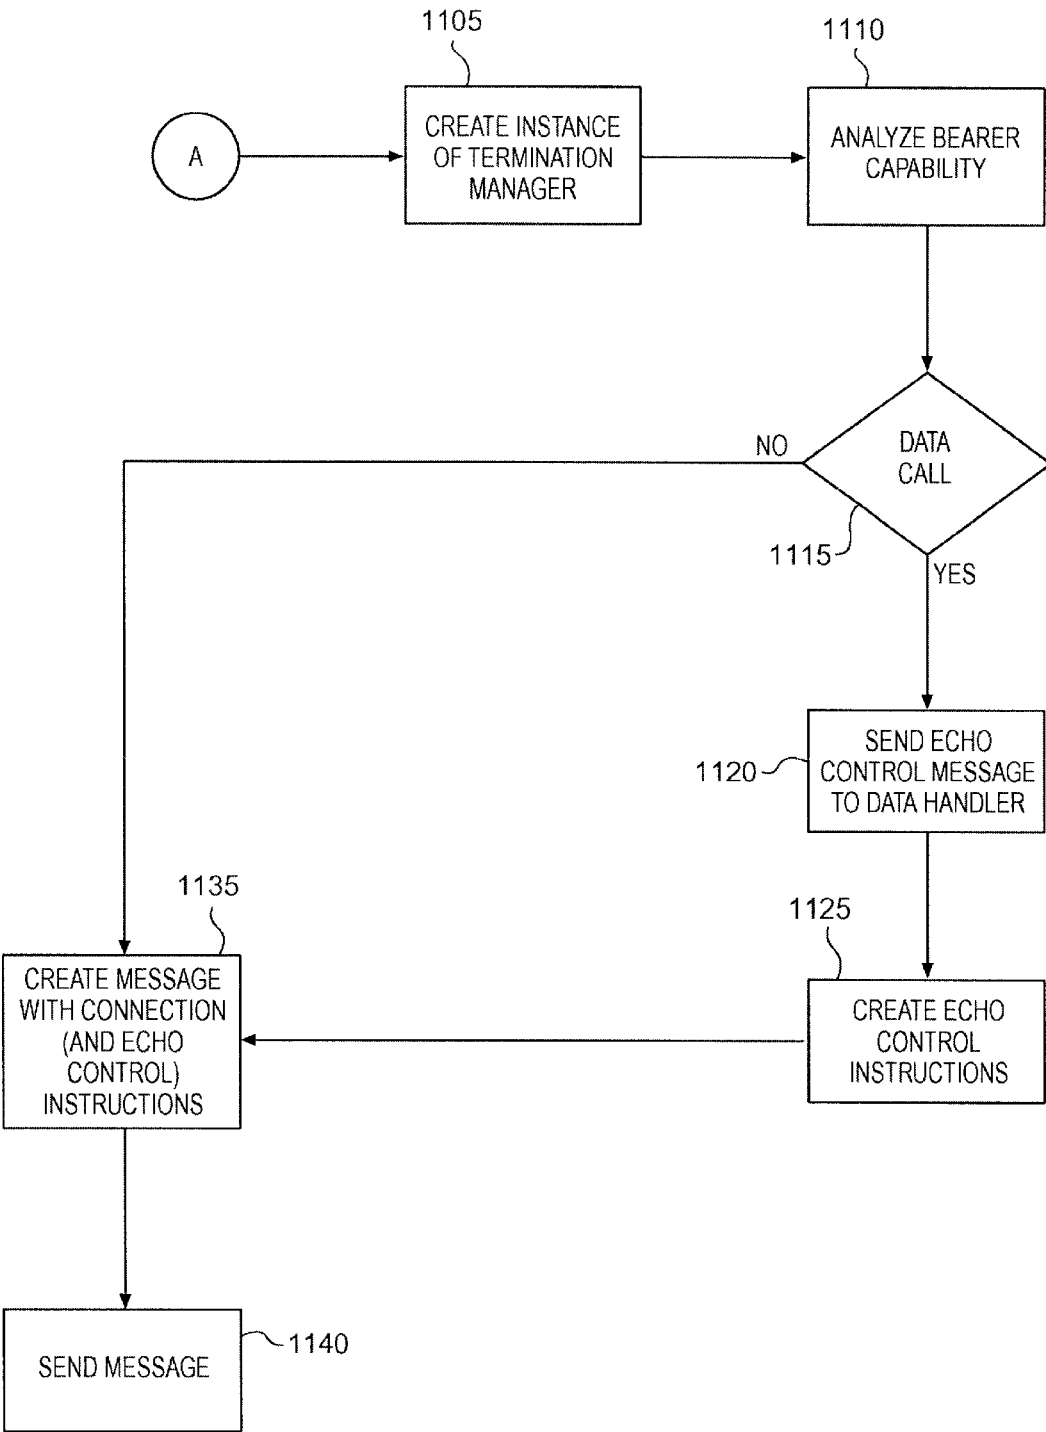 1105
1110
A
CREATE INSTANCE
OF TERMINATION
MANAGER
ANALYZE BEARER
CAPABILITY
NO
DATA
CALL
1115
YES
1120
SEND ECHO
CONTROL MESSAGE
TO DATA HANDLER
1135
1125
CREATE MESSAGE
WITH CONNECTION
(AND ECHO
CONTROL)
INSTRUCTIONS
CREATE ECHO
CONTROL
INSTRUCTIONS
SEND MESSAGE
1140